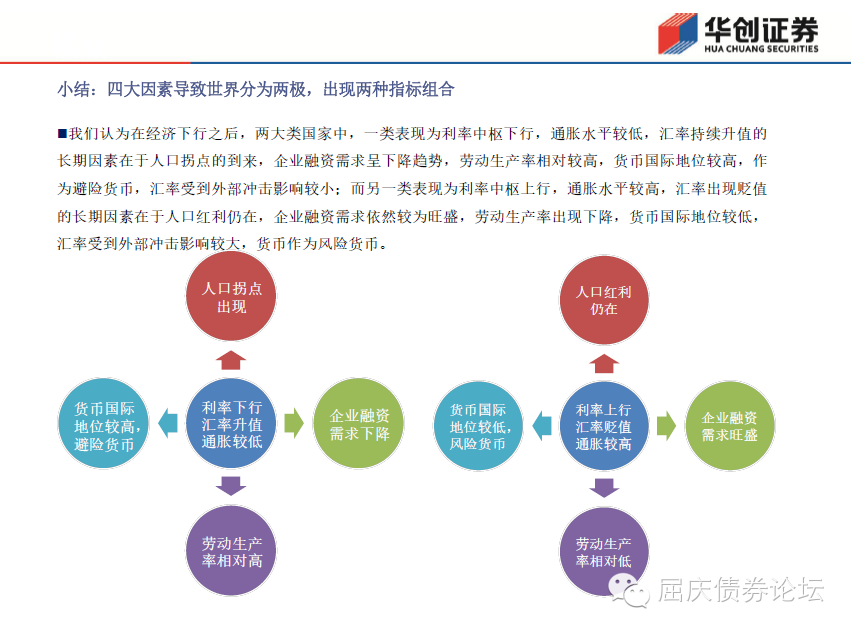 华创证券
HUA CHUANG SECURITIES
小结：四大因素导致世界分为两极，出现两种指标组合
■我们认为在经济下行之后，两大类国家中，一类表现为利率中枢下行，通胀水平较低，汇率持续升值的
长期因素在于人口拐点的到来，企业融资需求呈下降趋势，劳动生产率相对较高，货币国际地位较高，作
为避险货币，汇率受到外部冲击影响较小；而另一类表现为利率中枢上行，通胀水平较高，汇率出现贬值
的长期因素在于人口红利仍在，企业融资需求依然较为旺盛，劳动生产率出现下降，货币国际地位较低，
汇率受到外部冲击影响较大，货币作为风险货币。
人口拐点
出现
货币国际
地位较高，
避险货币
利率下行
汇率升值
通胀较低
企业融资
需求下降
劳动生产
率相对高
人口红利
仍在
货币国际
地位较低，
风险货币
利率上行
汇率贬值
通胀较高
企业融资
需求旺盛
劳动生产
率相对低
屈庆债券论坛